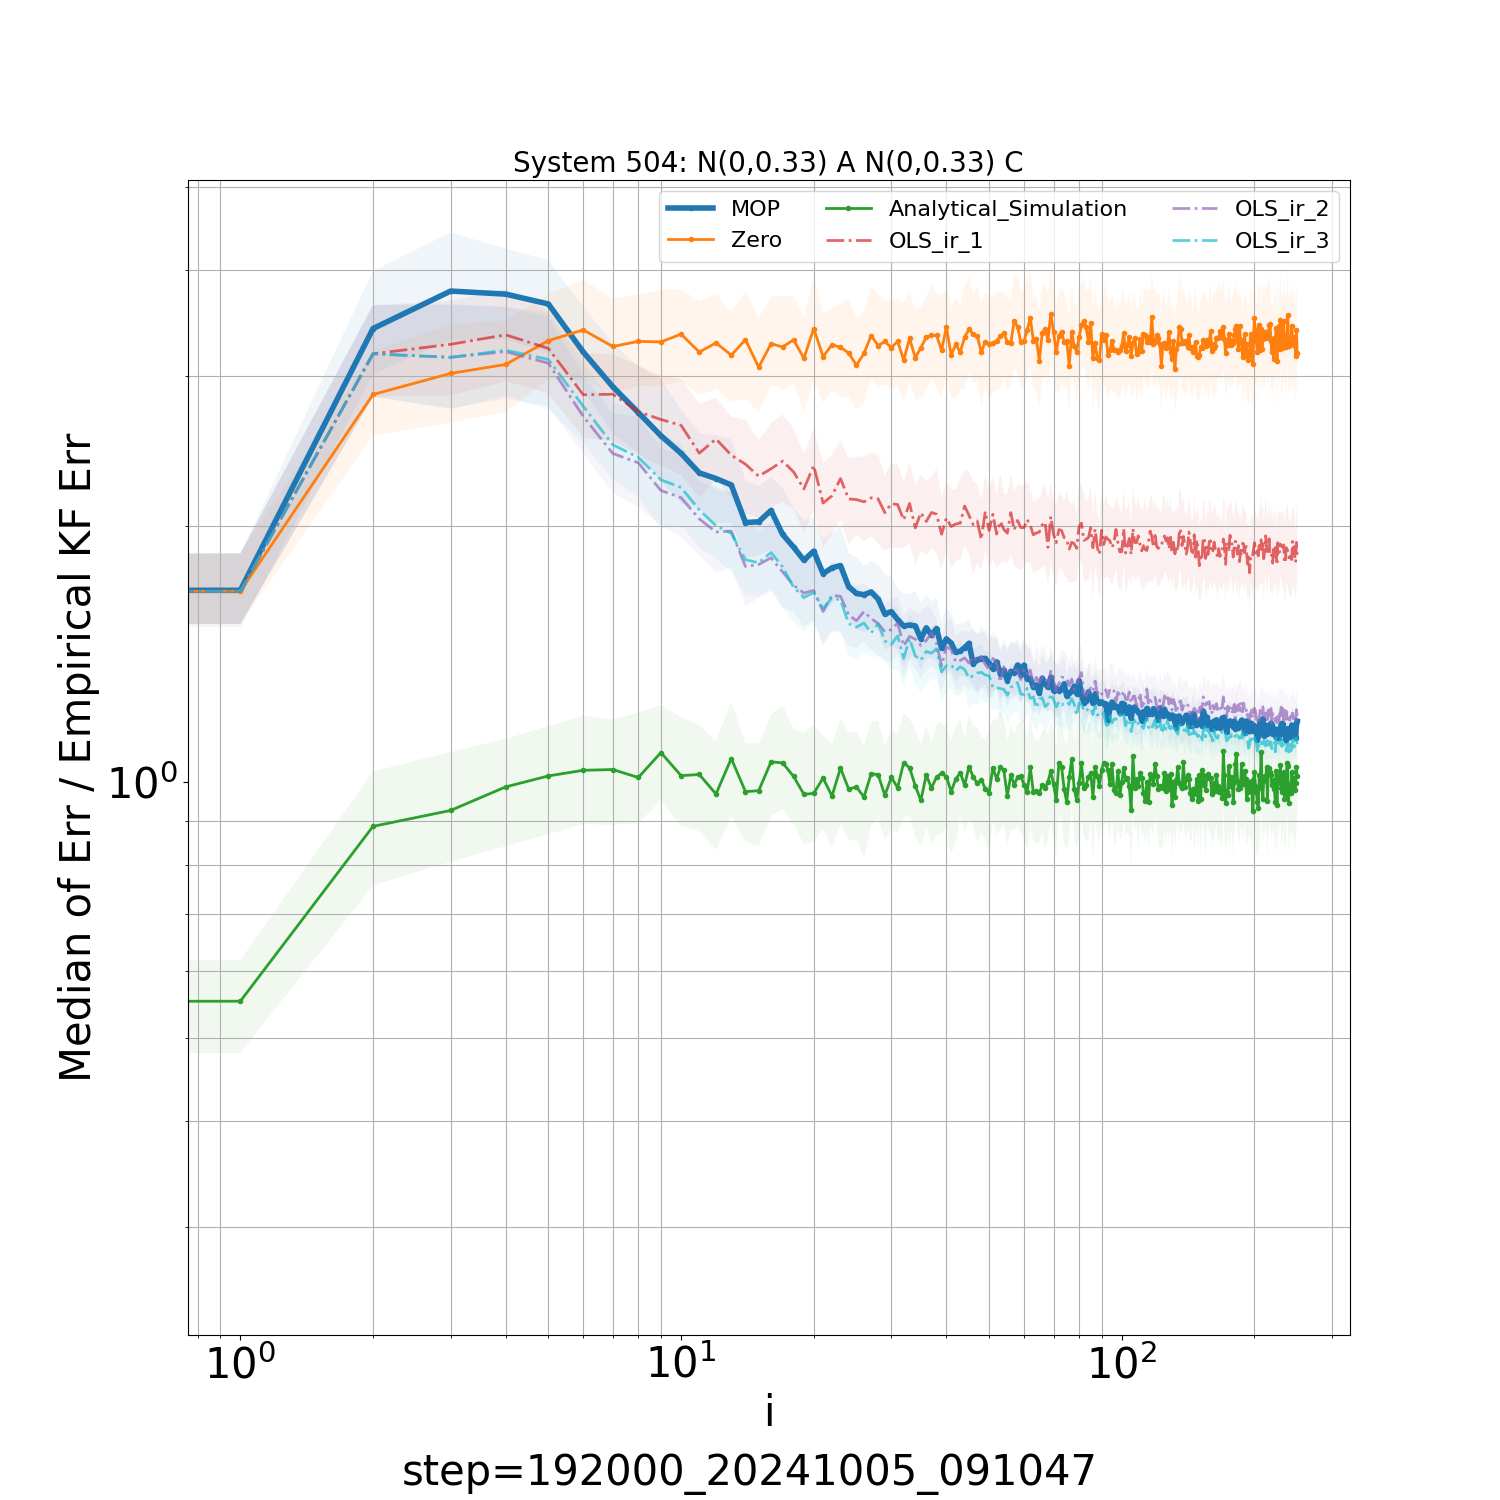 System 504: N(0,0.33) A N(0,0.33) C
MOP
Zero
Analytical_Simulation
OLS_ir_1
OLS_ir_2
OLS_ir_3
Median of Err / Empirical KF Err
10⁰
10⁰ 10¹ 10²
i
step=192000_20241005_091047